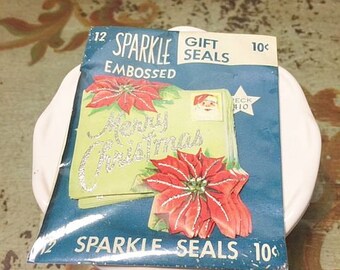 12 SPARKLE
EMBOSSED
GIFT
SEALS
10¢
Merry
Christmas
12 SPARKLE SEALS 10¢